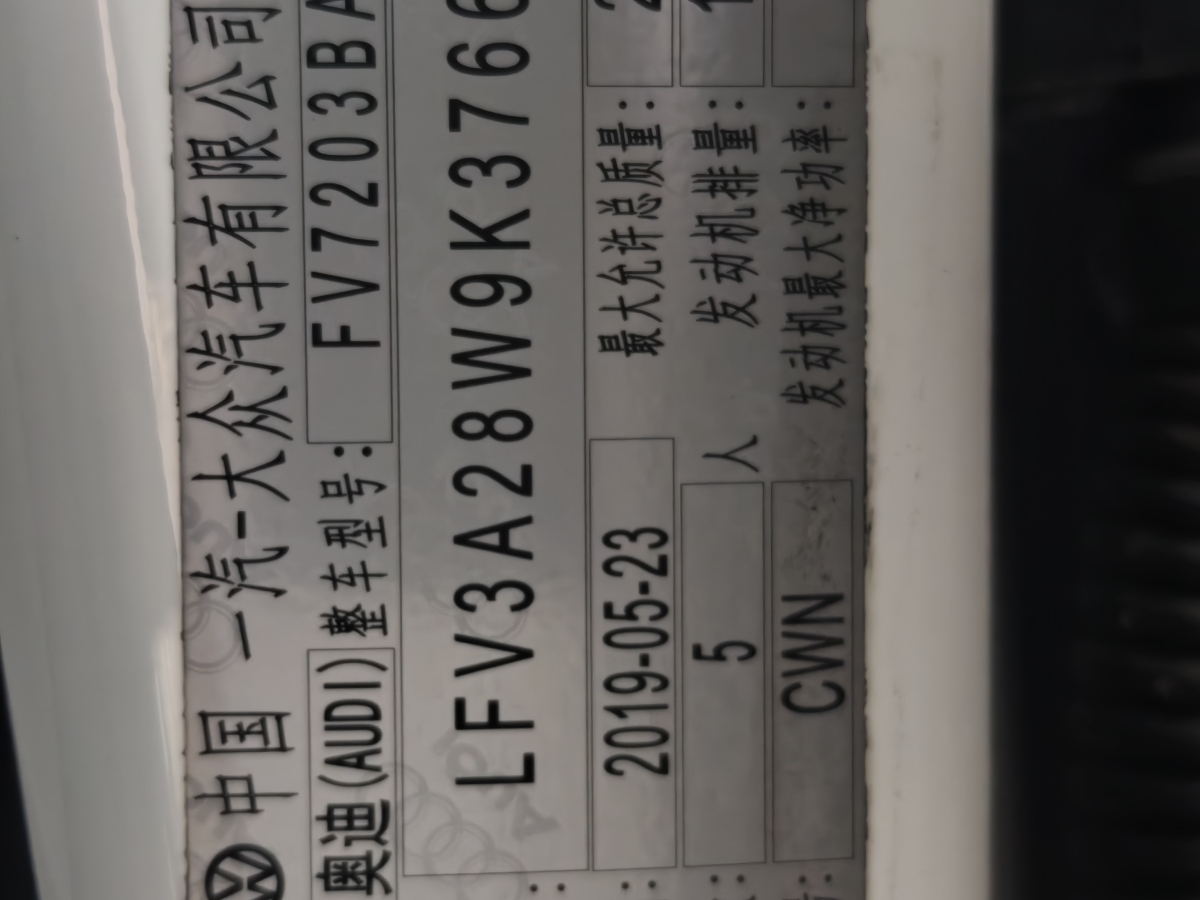 中国 一汽-大众汽车有限公司
奥迪(AUDI) 整车型号: FV7203BA
LFV3A28W9K3766
2019-05-23 最大允许总质量: 2
5 人 发动机排量: 1
CWN 发动机最大净功率: